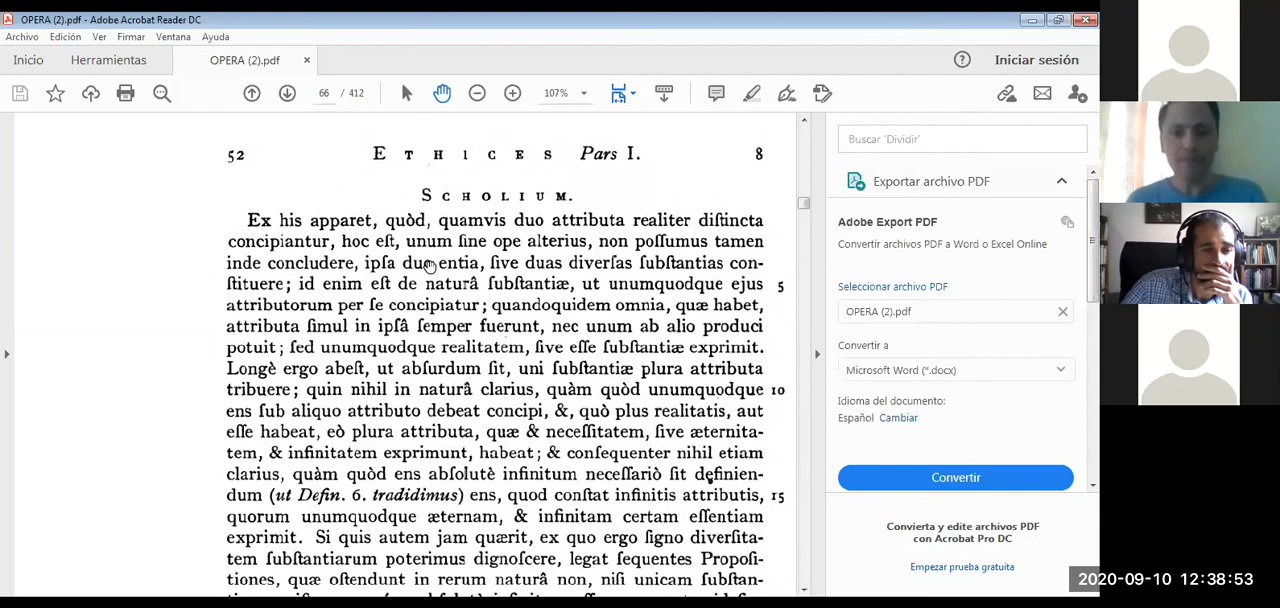 OPERA (2).pdf - Adobe Acrobat Reader DC
Archivo Edición Ver Firmar Ventana Ayuda
Inicio Herramientas OPERA (2).pdf × Iniciar sesión
66 / 412 107%
52 ETHICES Pars I. 8
SCHOLIUM.
Ex his apparet, quòd, quamvis duo attributa realiter diſtincta
concipiantur, hoc eſt, unum ſine ope alterius, non poſſumus tamen
inde concludere, ipſa duo entia, ſive duas diverſas ſubſtantias con-
ſtituere; id enim eſt de naturâ ſubſtantiæ, ut unumquodque ejus 5
attributorum per ſe concipiatur; quandoquidem omnia, quæ habet,
attributa ſimul in ipſâ ſemper fuerunt, nec unum ab alio produci
potuit; ſed unumquodque realitatem, ſive eſſe ſubſtantiæ exprimit.
Longè ergo abeſt, ut abſurdum ſit, uni ſubſtantiæ plura attributa
tribuere; quin nihil in naturâ clarius, quàm quòd unumquodque 10
ens ſub aliquo attributo debeat concipi, &, quò plus realitatis, aut
eſſe habeat, eò plura attributa, quæ & neceſſitatem, ſive æternita-
tem, & infinitatem exprimunt, habeat; & conſequenter nihil etiam
clarius, quàm quòd ens abſolutè infinitum neceſſariò ſit definien-
dum (ut Defin. 6. tradidimus) ens, quod conſtat infinitis attributis, 15
quorum unumquodque æternam, & infinitam certam eſſentiam
exprimit. Si quis autem jam quærit, ex quo ergo ſigno diverſita-
tem ſubſtantiarum poterimus dignoſcere, legat ſequentes Propoſi-
tiones, quæ oſtendunt in rerum naturâ non, niſi unicam ſubſtan-
Buscar 'Dividir'
Exportar archivo PDF
Adobe Export PDF
Convertir archivos PDF a Word o Excel Online
Seleccionar archivo PDF
OPERA (2).pdf
Convertir a
Microsoft Word (*.docx)
Idioma del documento:
Español Cambiar
Convertir
Convierta y edite archivos PDF
con Acrobat Pro DC
Empezar prueba gratuita
2020-09-10 12:38:53